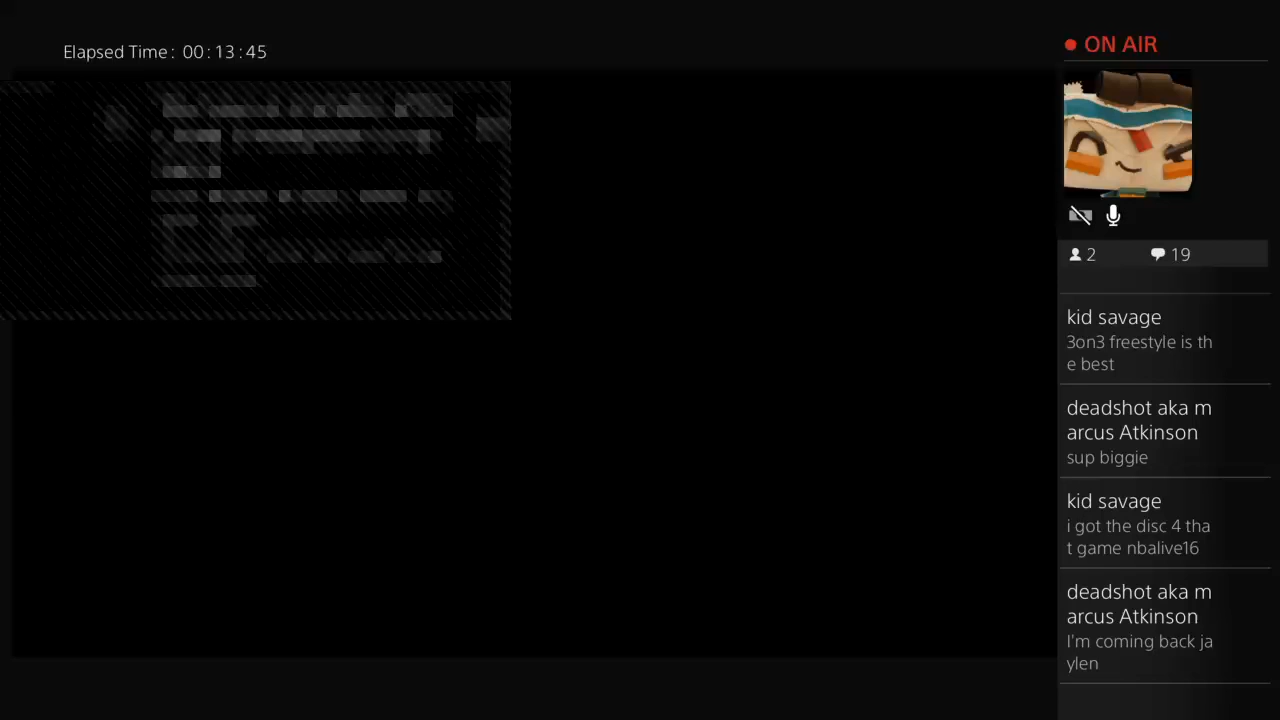 Elapsed Time: 00:13:45
ON AIR
2 19
kid savage
3on3 freestyle is th
e best
deadshot aka m
arcus Atkinson
sup biggie
kid savage
i got the disc 4 tha
t game nbalive16
deadshot aka m
arcus Atkinson
I'm coming back ja
ylen